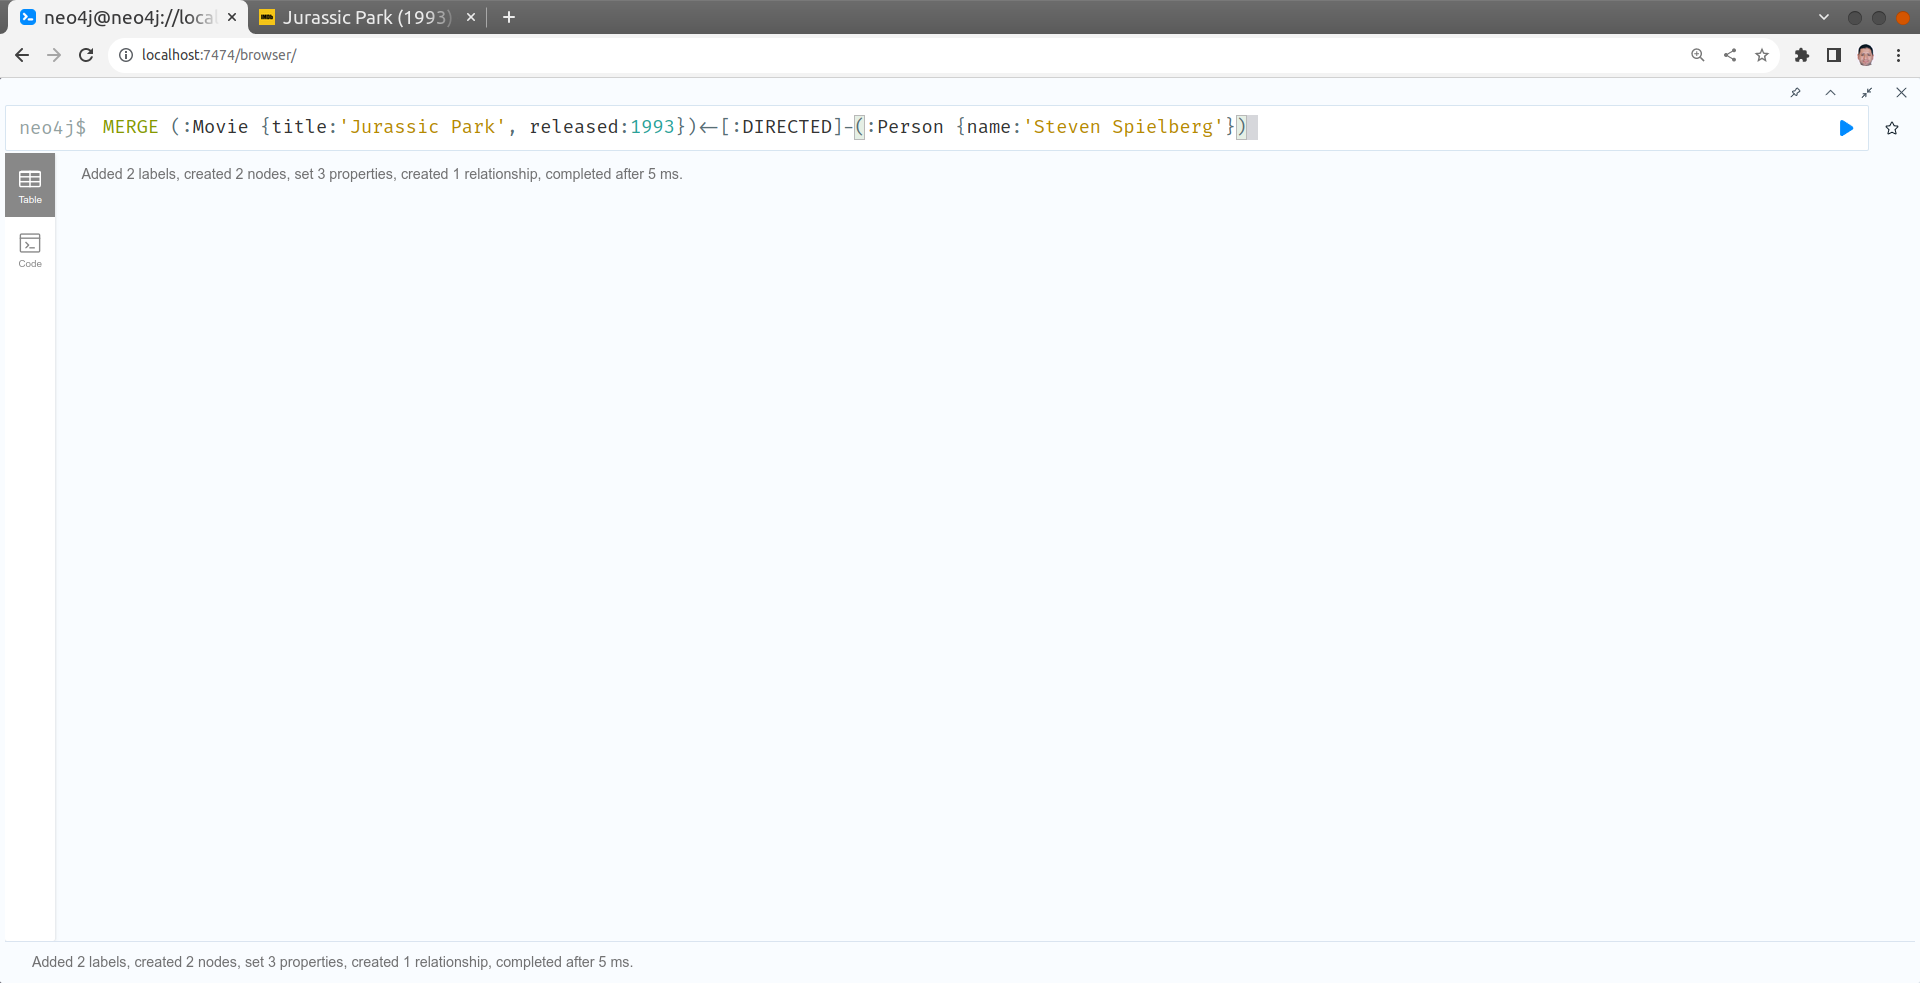 neo4j@neo4j://local
Jurassic Park (1993)
localhost:7474/browser/
neo4j$ MERGE (:Movie {title:'Jurassic Park', released:1993})<-[:DIRECTED]-(:Person {name:'Steven Spielberg'})
Table
Added 2 labels, created 2 nodes, set 3 properties, created 1 relationship, completed after 5 ms.
Code
Added 2 labels, created 2 nodes, set 3 properties, created 1 relationship, completed after 5 ms.